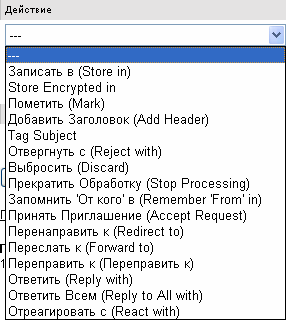 Действие
---
---
Записать в (Store in)
Store Encrypted in
Пометить (Mark)
Добавить Заголовок (Add Header)
Tag Subject
Отвергнуть с (Reject with)
Выбросить (Discard)
Прекратить Обработку (Stop Processing)
Запомнить 'От кого' в (Remember 'From' in)
Принять Приглашение (Accept Request)
Перенаправить к (Redirect to)
Переслать к (Forward to)
Переправить к (Переправить к)
Ответить (Reply with)
Ответить Всем (Reply to All with)
Отреагировать с (React with)